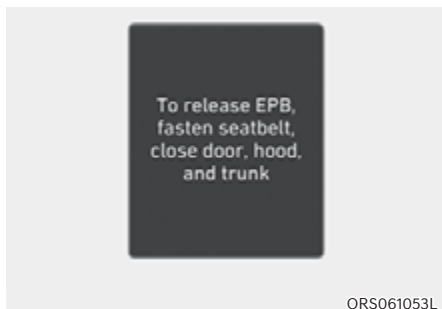 To release EPB,
fasten seatbelt,
close door, hood,
and trunk
ORS061053L